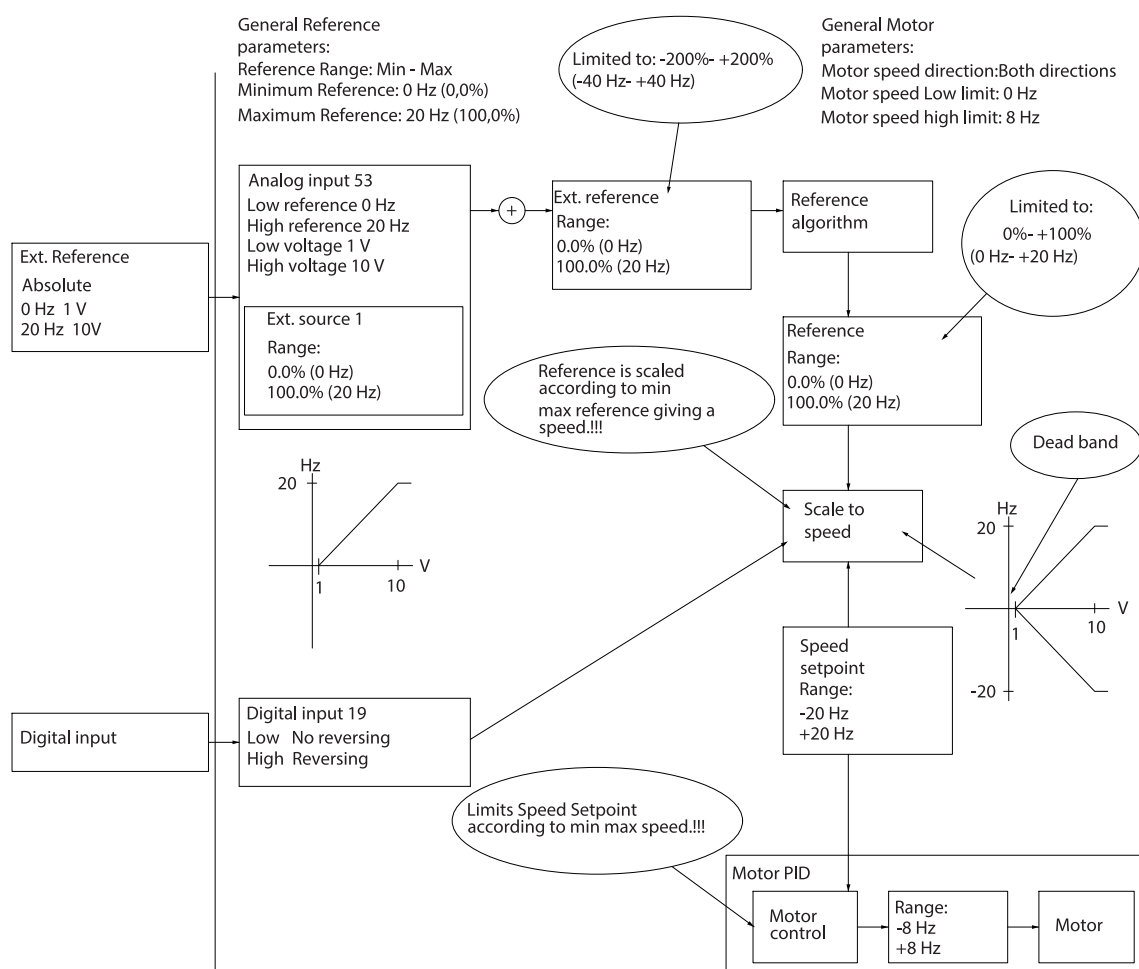 General Reference
parameters:
Reference Range: Min - Max
Minimum Reference: 0 Hz (0,0%)
Maximum Reference: 20 Hz (100,0%)
Limited to: -200%- +200%
(-40 Hz- +40 Hz)
General Motor
parameters:
Motor speed direction:Both directions
Motor speed Low limit: 0 Hz
Motor speed high limit: 8 Hz
Ext. Reference
Absolute
0 Hz 1 V
20 Hz 10V
Analog input 53
Low reference 0 Hz
High reference 20 Hz
Low voltage 1 V
High voltage 10 V
Ext. source 1
Range:
0.0% (0 Hz)
100.0% (20 Hz)
+
Ext. reference
Range:
0.0% (0 Hz)
100.0% (20 Hz)
Reference
algorithm
Limited to:
0%- +100%
(0 Hz- +20 Hz)
Reference
Range:
0.0% (0 Hz)
100.0% (20 Hz)
Reference is scaled
according to min
max reference giving a
speed.!!!
Dead band
Hz
20
1
10
V
Scale to
speed
Hz
20
1
10
V
-20
Speed
setpoint
Range:
-20 Hz
+20 Hz
Digital input
Digital input 19
Low No reversing
High Reversing
Limits Speed Setpoint
according to min max speed.!!!
Motor PID
Motor
control
Range:
-8 Hz
+8 Hz
Motor